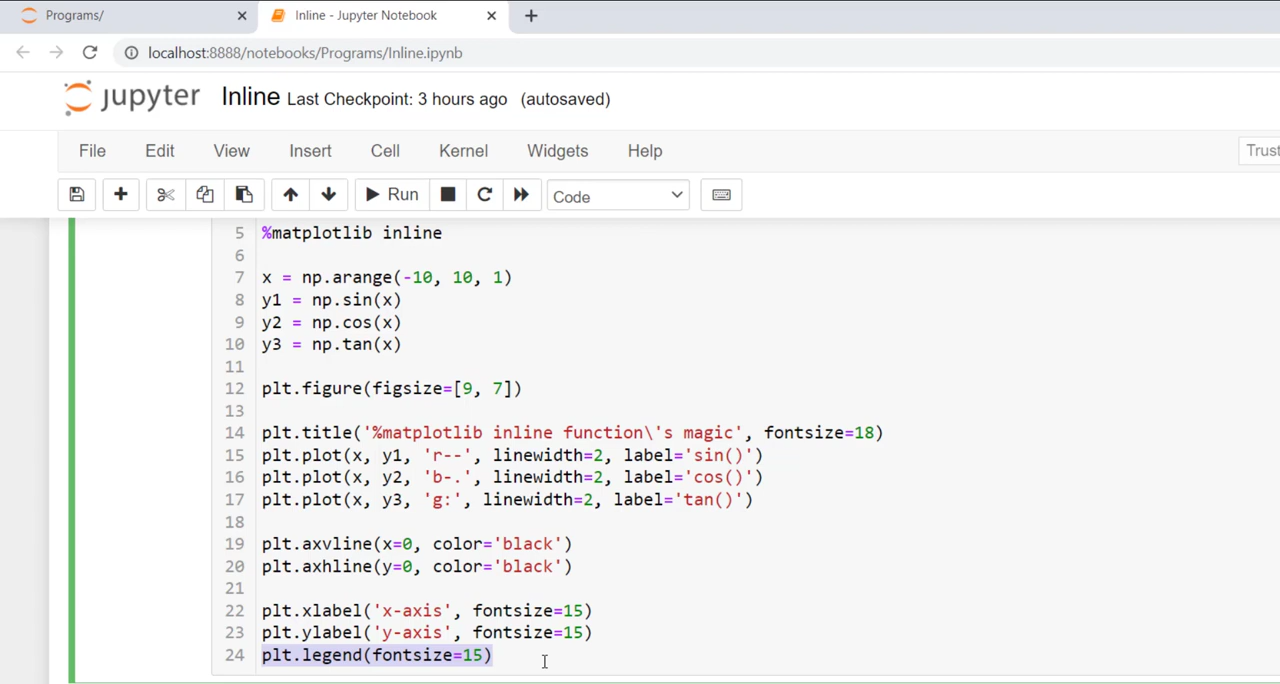 Programs/
Inline - Jupyter Notebook
localhost:8888/notebooks/Programs/Inline.ipynb
jupyter Inline Last Checkpoint: 3 hours ago (autosaved)
File Edit View Insert Cell Kernel Widgets Help
Trust
Run Code
5 %matplotlib inline
6
7 x = np.arange(-10, 10, 1)
8 y1 = np.sin(x)
9 y2 = np.cos(x)
10 y3 = np.tan(x)
11
12 plt.figure(figsize=[9, 7])
13
14 plt.title('%matplotlib inline function\'s magic', fontsize=18)
15 plt.plot(x, y1, 'r--', linewidth=2, label='sin()')
16 plt.plot(x, y2, 'b-.', linewidth=2, label='cos()')
17 plt.plot(x, y3, 'g:', linewidth=2, label='tan()')
18
19 plt.axvline(x=0, color='black')
20 plt.axhline(y=0, color='black')
21
22 plt.xlabel('x-axis', fontsize=15)
23 plt.ylabel('y-axis', fontsize=15)
24 plt.legend(fontsize=15)